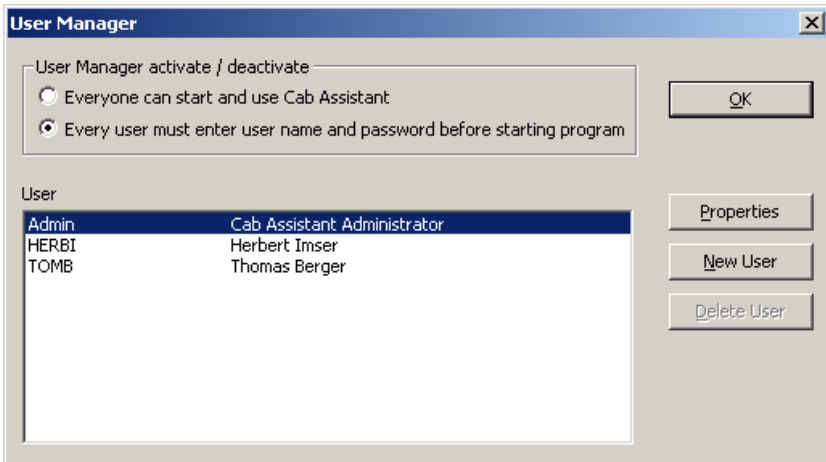 User Manager
User Manager activate / deactivate
Everyone can start and use Cab Assistant
Every user must enter user name and password before starting program
OK
User
Admin Cab Assistant Administrator
HERBI Herbert Imser
TOMB Thomas Berger
Properties
New User
Delete User